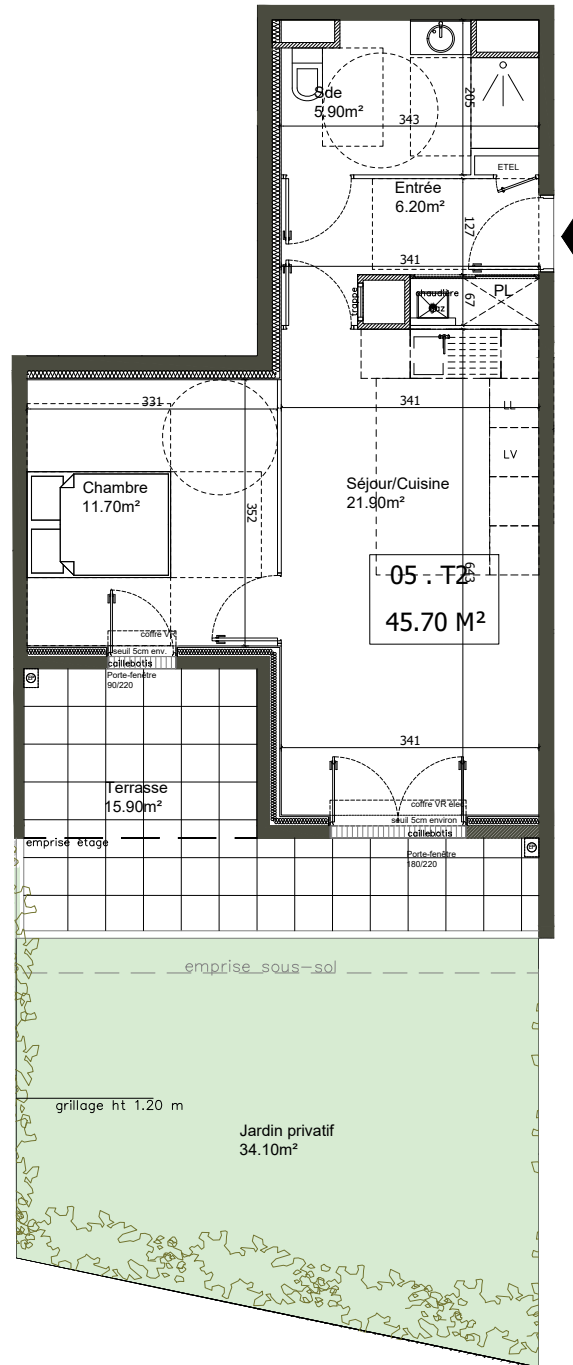 Sde
5.90m²
205
343
ETEL
Entrée
6.20m²
127
341
trappe
chaudière
gaz
67
PL
331
341
LL
LV
Chambre
11.70m²
352
Séjour/Cuisine
21.90m²
643
05 . T2
45.70 M²
coffre VR
seuil 5cm env.
caillebotis
Porte-fenêtre
90/220
341
Terrasse
15.90m²
coffre VR élec
seuil 5cm environ
caillebotis
emprise étage
Porte-fenêtre
180/220
emprise sous-sol
grillage ht 1.20 m
Jardin privatif
34.10m²